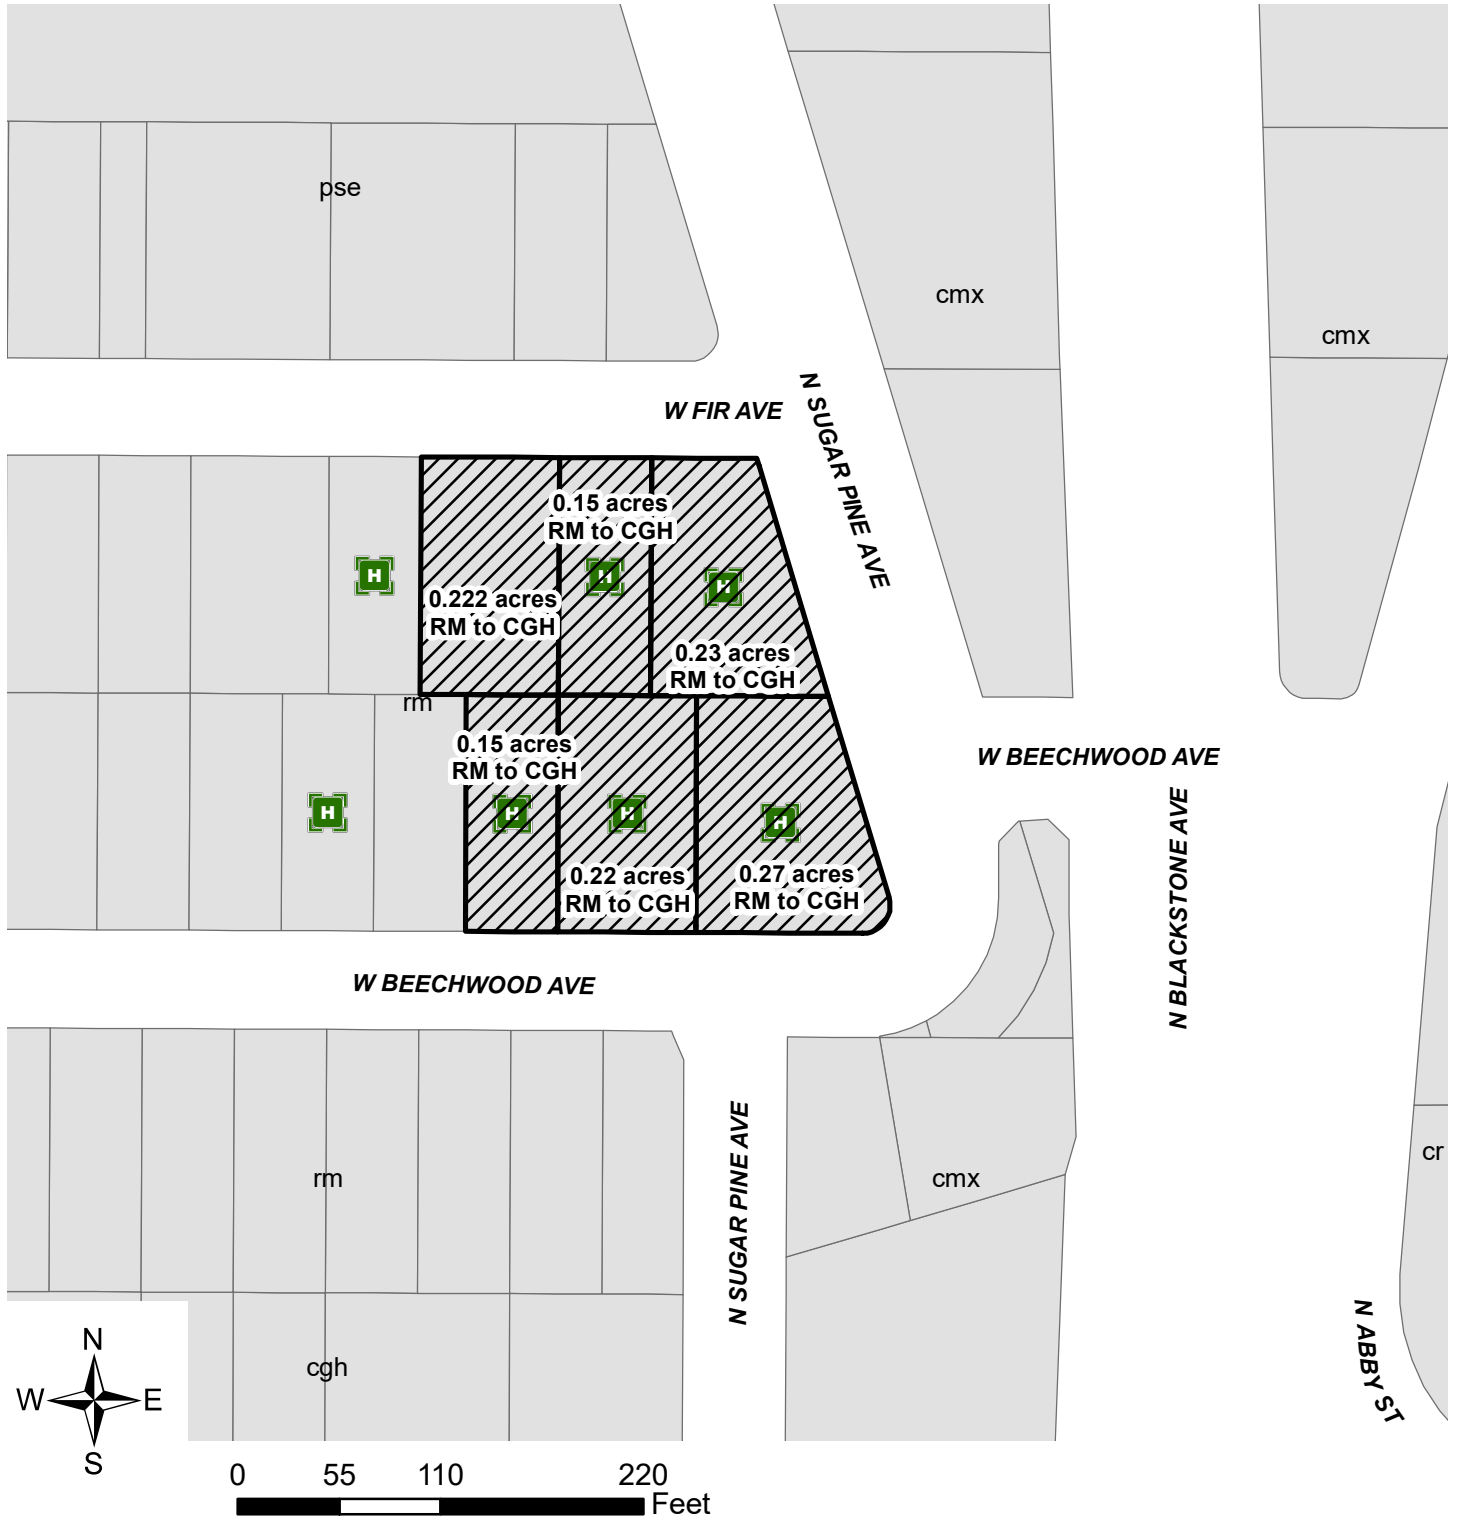 pse
cmx
cmx
W FIR AVE
N SUGAR PINE AVE
0.15 acres
RM to CGH
H
H
H
0.222 acres
RM to CGH
0.23 acres
RM to CGH
rm
0.15 acres
RM to CGH
W BEECHWOOD AVE
H
H
H
H
0.22 acres
RM to CGH
0.27 acres
RM to CGH
N BLACKSTONE AVE
W BEECHWOOD AVE
N SUGAR PINE AVE
rm
cmx
cr
cgh
N ABBY ST
N
W E
S
0 55 110 220
Feet